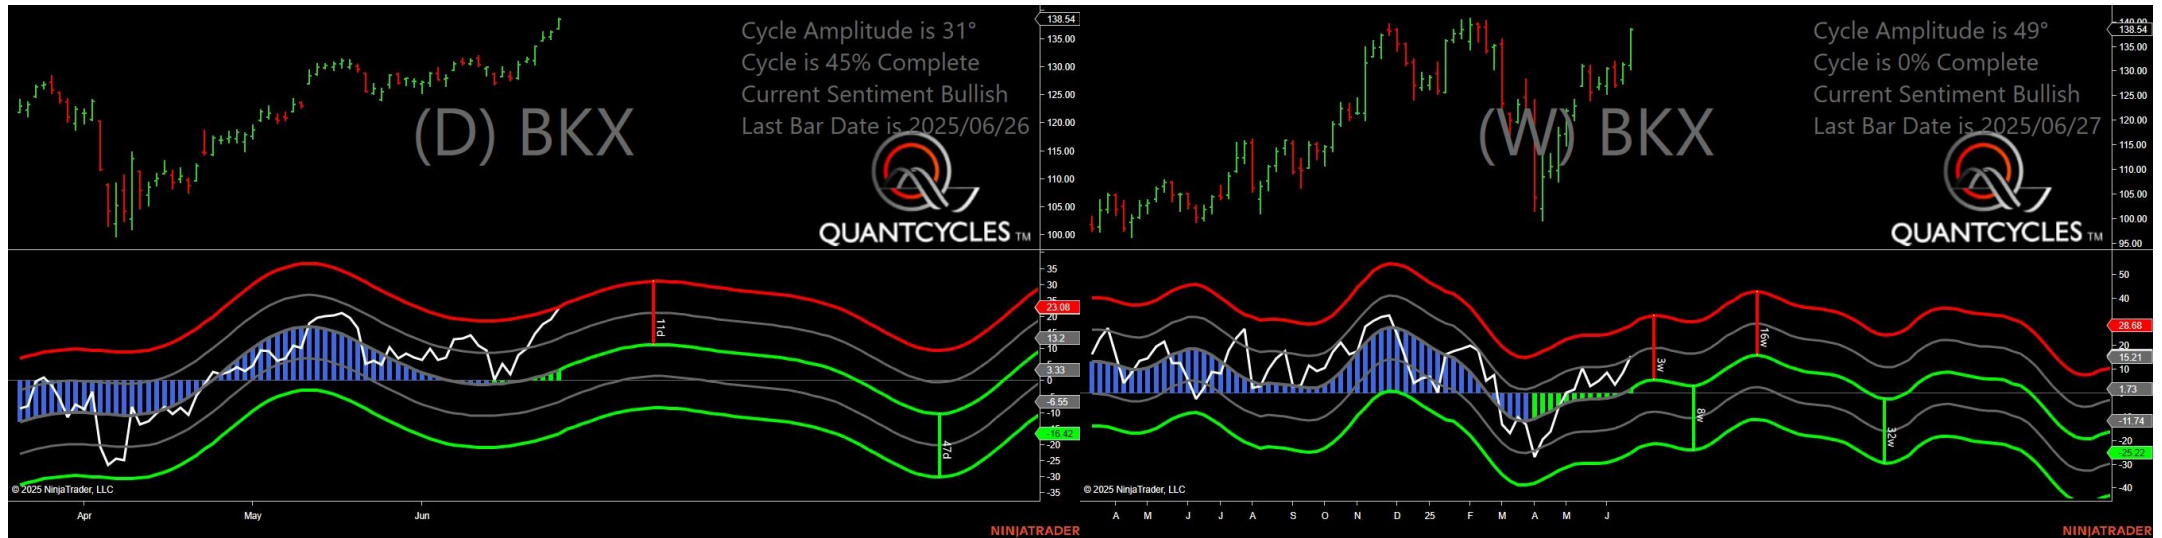 138.54
135.00
130.00
125.00
120.00
115.00
110.00
105.00
100.00
Cycle Amplitude is 31°
Cycle is 45% Complete
Current Sentiment Bullish
Last Bar Date is 2025/06/26
(D) BKX
QUANTCYCLES TM
35
30
23.08
20
13.2
10
5
3.33
0
-6.55
-10
-16.42
-20
-25
-30
-35
11d
47d
© 2025 NinjaTrader, LLC
Apr May Jun
NINJATRADER
140.00
138.54
135.00
130.00
125.00
120.00
115.00
110.00
105.00
100.00
95.00
Cycle Amplitude is 49°
Cycle is 0% Complete
Current Sentiment Bullish
Last Bar Date is 2025/06/27
(W) BKX
QUANTCYCLES TM
50
40
28.68
20
15.21
10
1.73
-11.74
-20
-25.22
-30
-40
3w
8w
16w
32w
© 2025 NinjaTrader, LLC
A M J J A S O N D 25 F M A M J
NINJATRADER